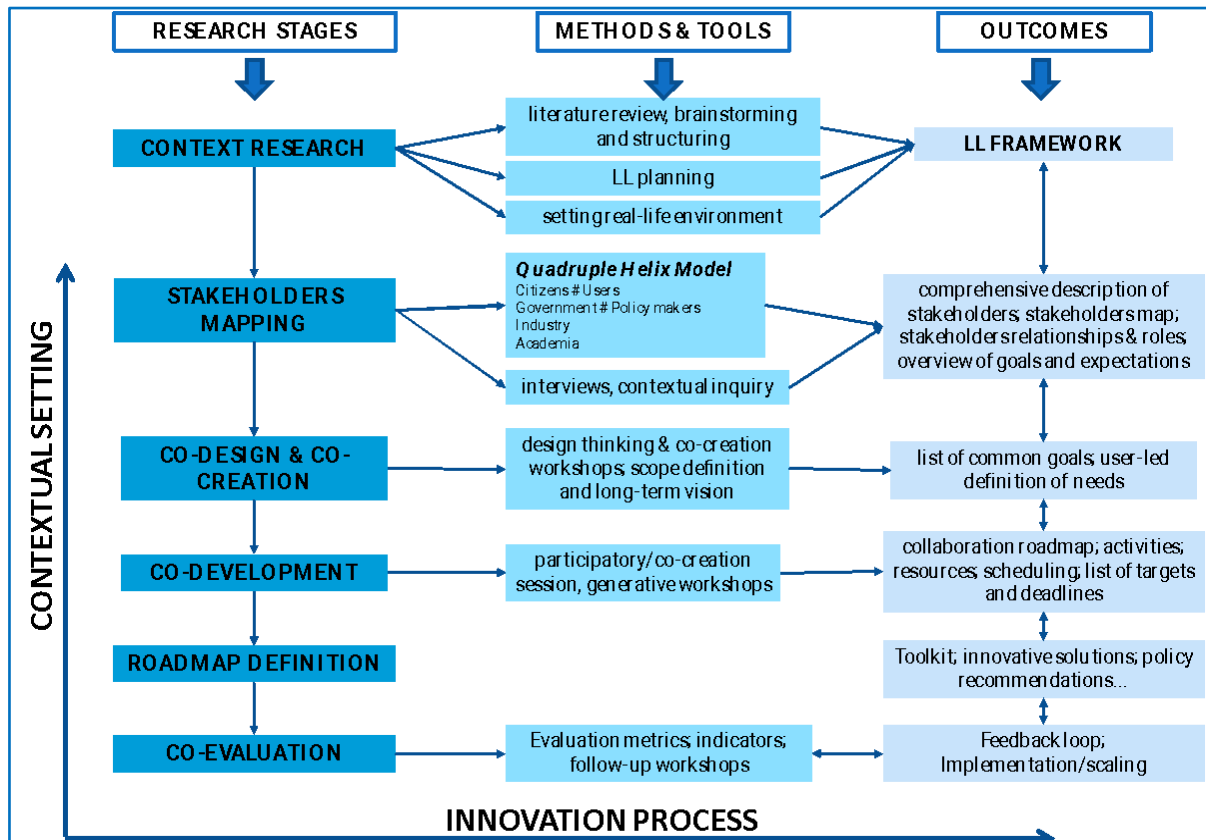 RESEARCH STAGES
METHODS & TOOLS
OUTCOMES
CONTEXT RESEARCH
literature review, brainstorming
and structuring
LL planning
setting real-life environment
LL FRAMEWORK
STAKEHOLDERS
MAPPING
Quadruple Helix Model
Citizens # Users
Government # Policy makers
Industry
Academia
interviews, contextual inquiry
comprehensive description of
stakeholders; stakeholders map;
stakeholders relationships & roles;
overview of goals and expectations
CO-DESIGN & CO-
CREATION
design thinking & co-creation
workshops; scope definition
and long-term vision
list of common goals; user-led
definition of needs
CO-DEVELOPMENT
participatory/co-creation
session, generative workshops
collaboration roadmap; activities;
resources; scheduling; list of targets
and deadlines
ROADMAP DEFINITION
Toolkit; innovative solutions; policy
recommendations...
CO-EVALUATION
Evaluation metrics; indicators;
follow-up workshops
Feedback loop;
Implementation/scaling
CONTEXTUAL SETTING
INNOVATION PROCESS